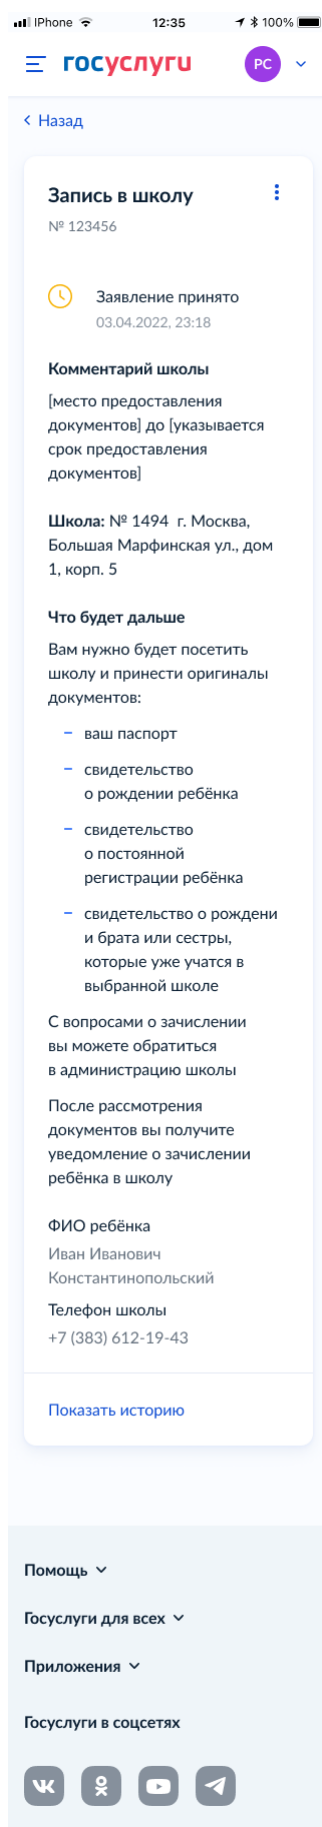 iPhone 12:35 100%
госуслуги РС
Назад
Запись в школу
№ 123456
Заявление принято
03.04.2022, 23:18
Комментарий школы
[место предоставления
документов] до [указывается
срок предоставления
документов]
Школа: № 1494 г. Москва,
Большая Марфинская ул., дом
1, корп. 5
Что будет дальше
Вам нужно будет посетить
школу и принести оригиналы
документов:
– ваш паспорт
– свидетельство
о рождении ребёнка
– свидетельство
о постоянной
регистрации ребёнка
– свидетельство о рождени
и брата или сестры,
которые уже учатся в
выбранной школе
С вопросами о зачислении
вы можете обратиться
в администрацию школы
После рассмотрения
документов вы получите
уведомление о зачислении
ребёнка в школу
ФИО ребёнка
Иван Иванович
Константинопольский
Телефон школы
+7 (383) 612-19-43
Показать историю
Помощь
Госуслуги для всех
Приложения
Госуслуги в соцсетях